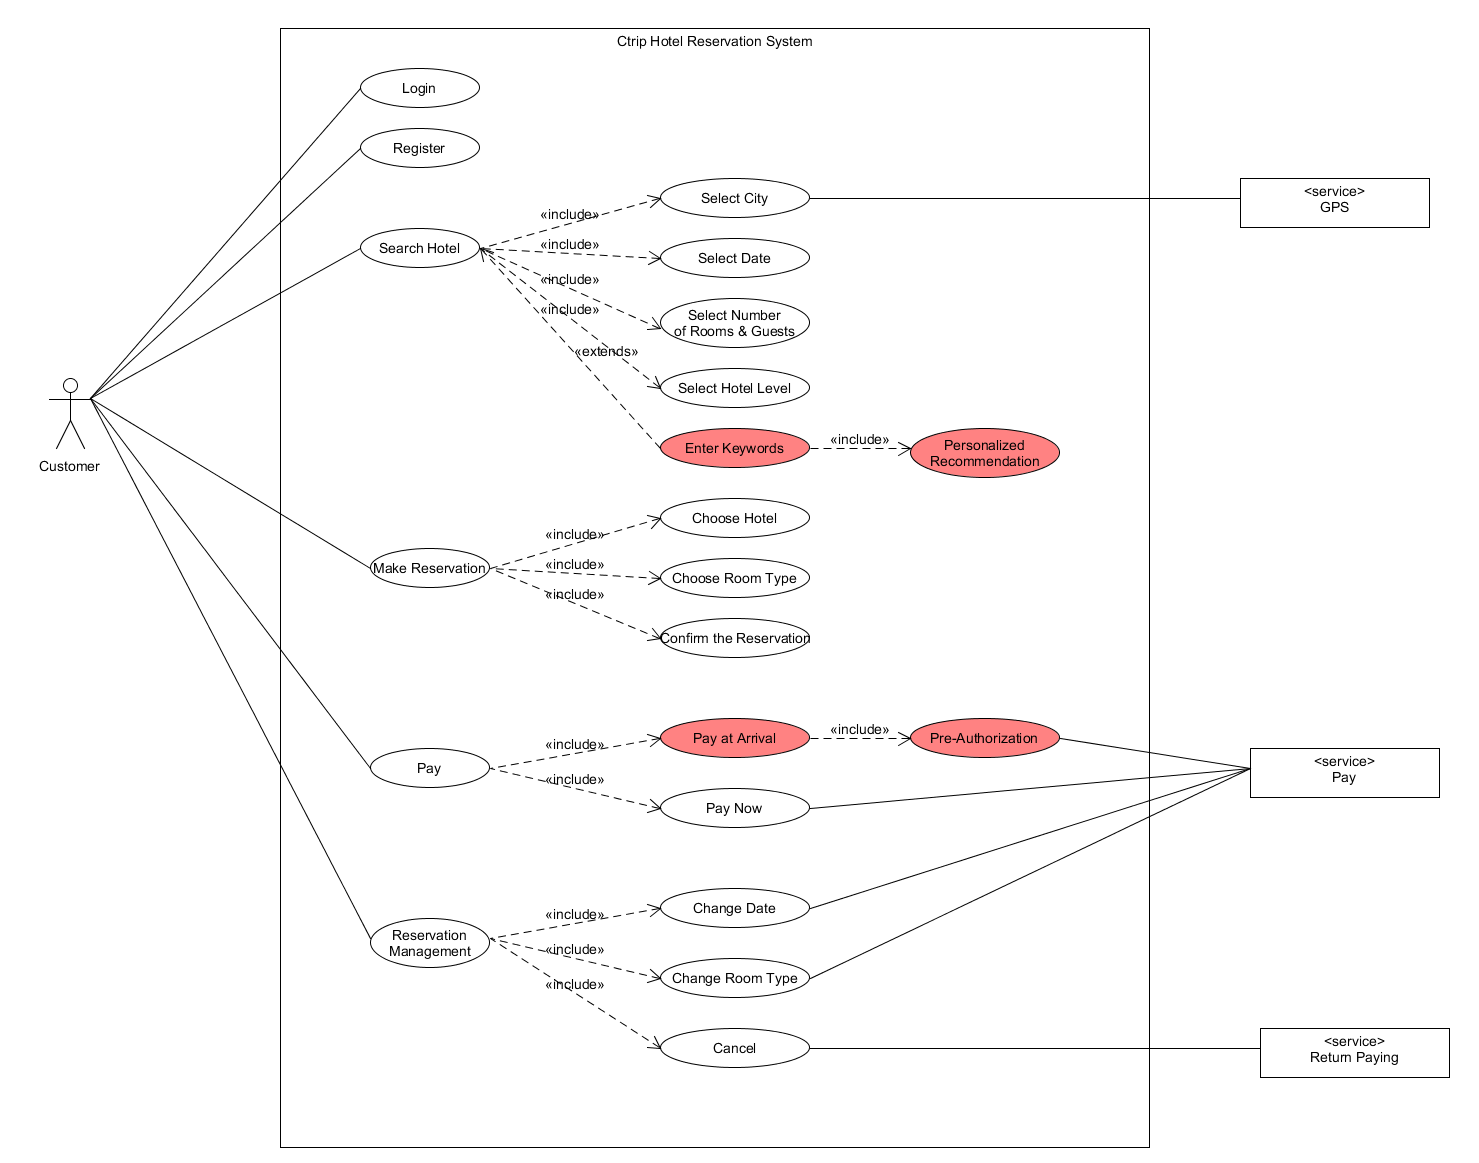 Ctrip Hotel Reservation System
Login
Register
Search Hotel
«include»
Select City
<service>
GPS
«include»
Select Date
«include»
Select Number
of Rooms & Guests
«include»
Select Hotel Level
«extends»
Enter Keywords
«include»
Personalized
Recommendation
Customer
Make Reservation
«include»
Choose Hotel
«include»
Choose Room Type
«include»
Confirm the Reservation
Pay
«include»
Pay at Arrival
«include»
Pre-Authorization
«include»
Pay Now
<service>
Pay
Reservation
Management
«include»
Change Date
«include»
Change Room Type
«include»
Cancel
<service>
Return Paying